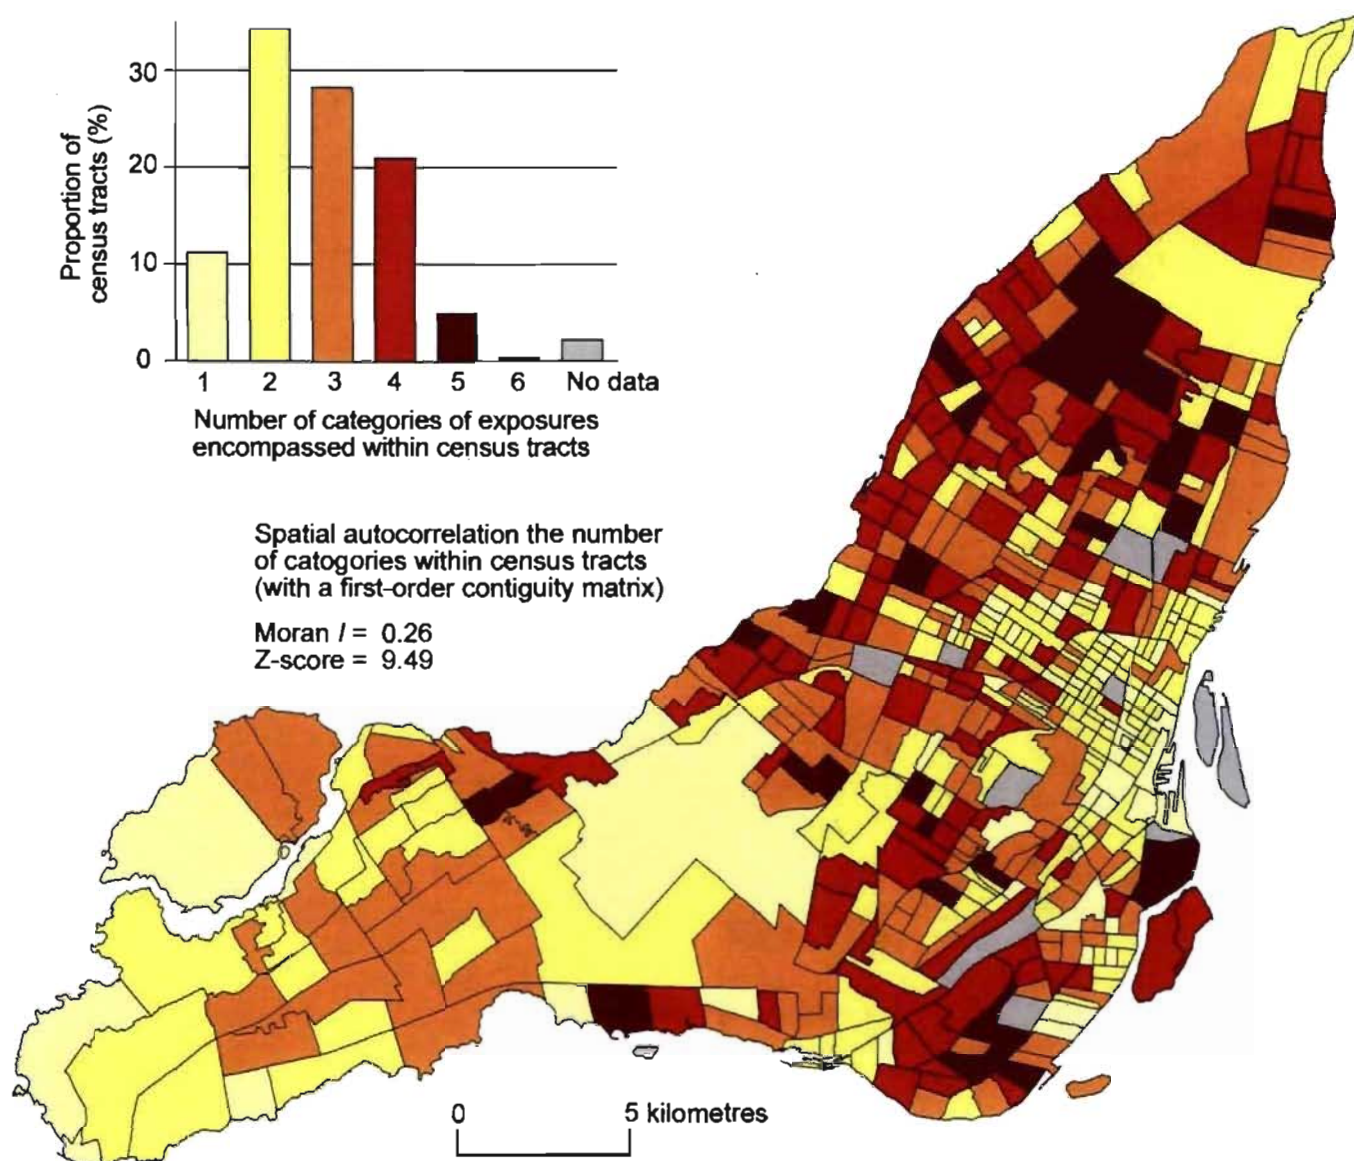 30
20
10
0
Proportion of
census tracts (%)
1 2 3 4 5 6 No data
Number of categories of exposures
encompassed within census tracts
Spatial autocorrelation the number
of catogories within census tracts
(with a first-order contiguity matrix)
Moran I = 0.26
Z-score = 9.49
0 5 kilometres